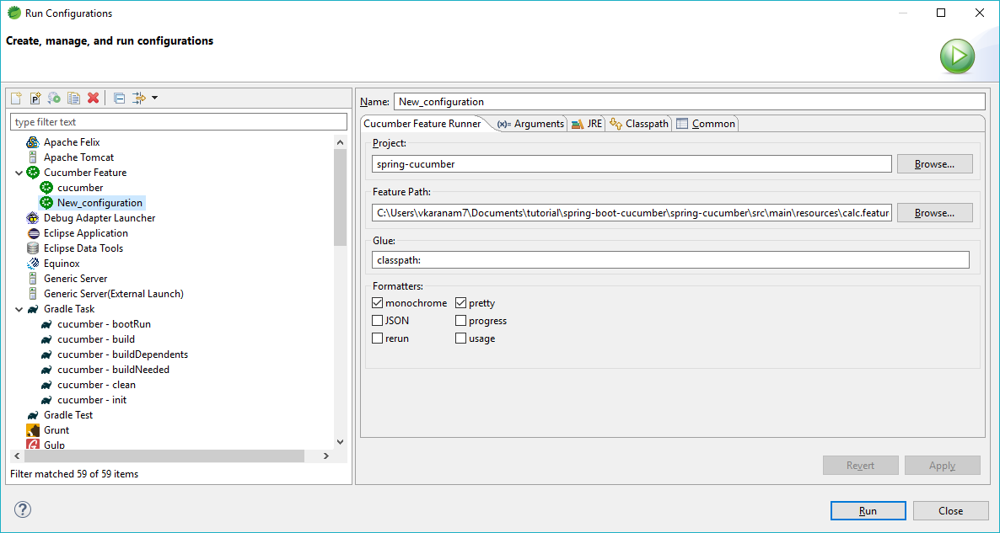 Run Configurations
Create, manage, and run configurations
type filter text
Apache Felix
Apache Tomcat
Cucumber Feature
cucumber
New_configuration
Debug Adapter Launcher
Eclipse Application
Eclipse Data Tools
Equinox
Generic Server
Generic Server(External Launch)
Gradle Task
cucumber - bootRun
cucumber - build
cucumber - buildDependents
cucumber - buildNeeded
cucumber - clean
cucumber - init
Gradle Test
Grunt
Gulp
Filter matched 59 of 59 items
Name: New_configuration
Cucumber Feature Runner (x)= Arguments JRE Classpath Common
Project:
spring-cucumber Browse...
Feature Path:
C:\Users\vkaranam7\Documents\tutorial\spring-boot-cucumber\spring-cucumber\src\main\resources\calc.featur Browse...
Glue:
classpath:
Formatters:
monochrome pretty
JSON progress
rerun usage
Revert Apply
Run Close